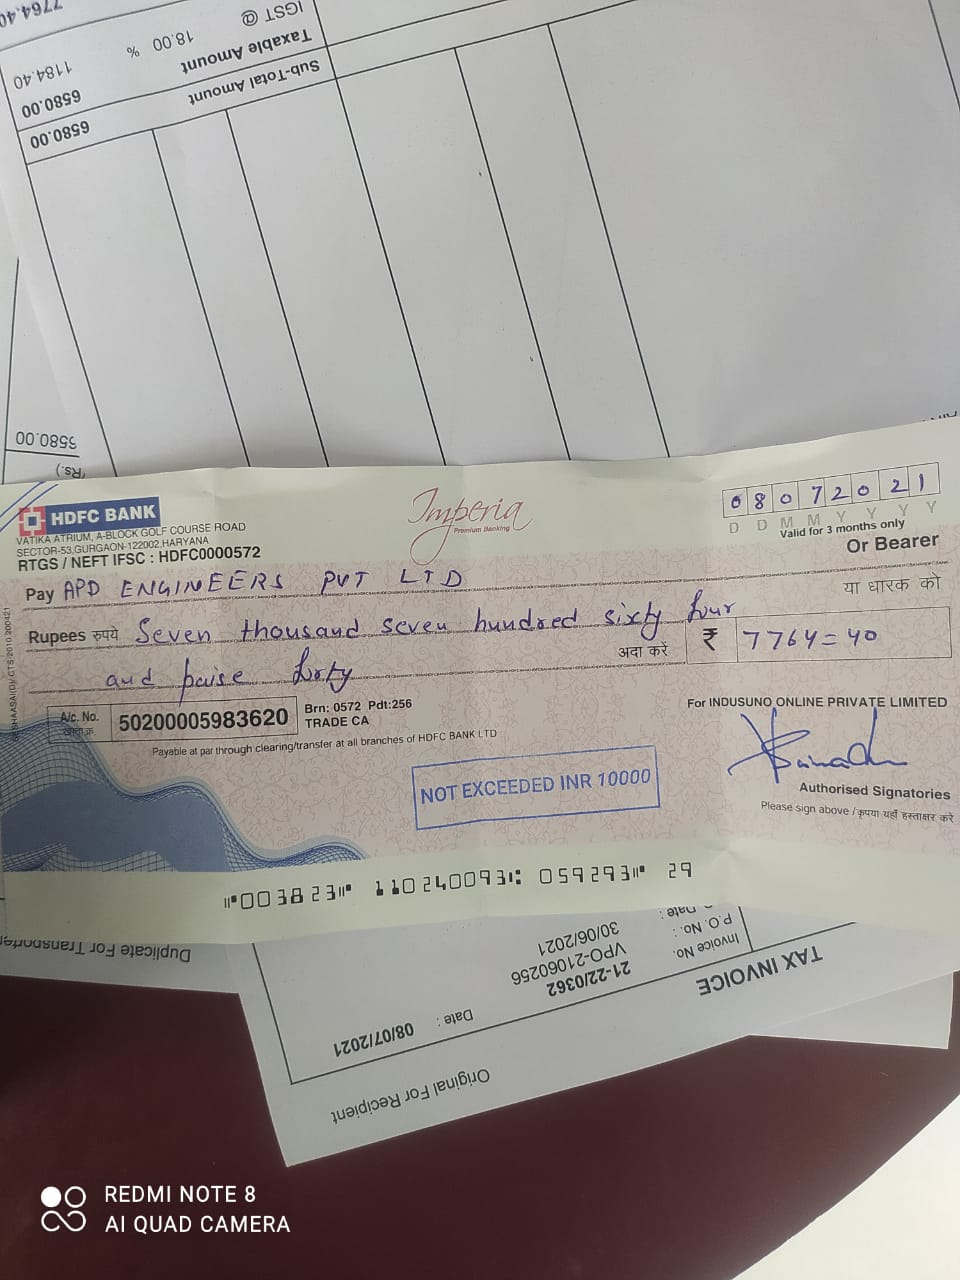 7764.40
IGST @ 18.00 % 1184.40
Taxable Amount 6580.00
Sub-Total Amount 6580.00
6580.00
(Rs.)
HDFC BANK
VATIKA ATRIUM, A-BLOCK GOLF COURSE ROAD
SECTOR-53,GURGAON-122002,HARYANA
RTGS / NEFT IFSC : HDFC0000572
Imperia
Premium Banking
0 8 0 7 2 0 2 1
D D M M Y Y Y Y
Valid for 3 months only
Pay APD ENGINEERS PVT LTD
Or Bearer
या धारक को
Rupees रुपये Seven thousand seven hundred sixty four
and paise forty
अदा करें ₹ 7764=40
A/c. No. 50200005983620
Brn: 0572 Pdt:256
TRADE CA
Payable at par through clearing/transfer at all branches of HDFC BANK LTD
For INDUSUNO ONLINE PRIVATE LIMITED
NOT EXCEEDED INR 10000
Authorised Signatories
Please sign above / कृपया यहाँ हस्ताक्षर करें
⑈003823⑈ 110240093⑆ 059293⑈ 29
Duplicate For Transporter
Original For Recipient
TAX INVOICE
Invoice No. 21-22/0362 Date : 08/07/2021
P.O. No. : VPO-21060256
Date : 30/06/2021
REDMI NOTE 8
AI QUAD CAMERA